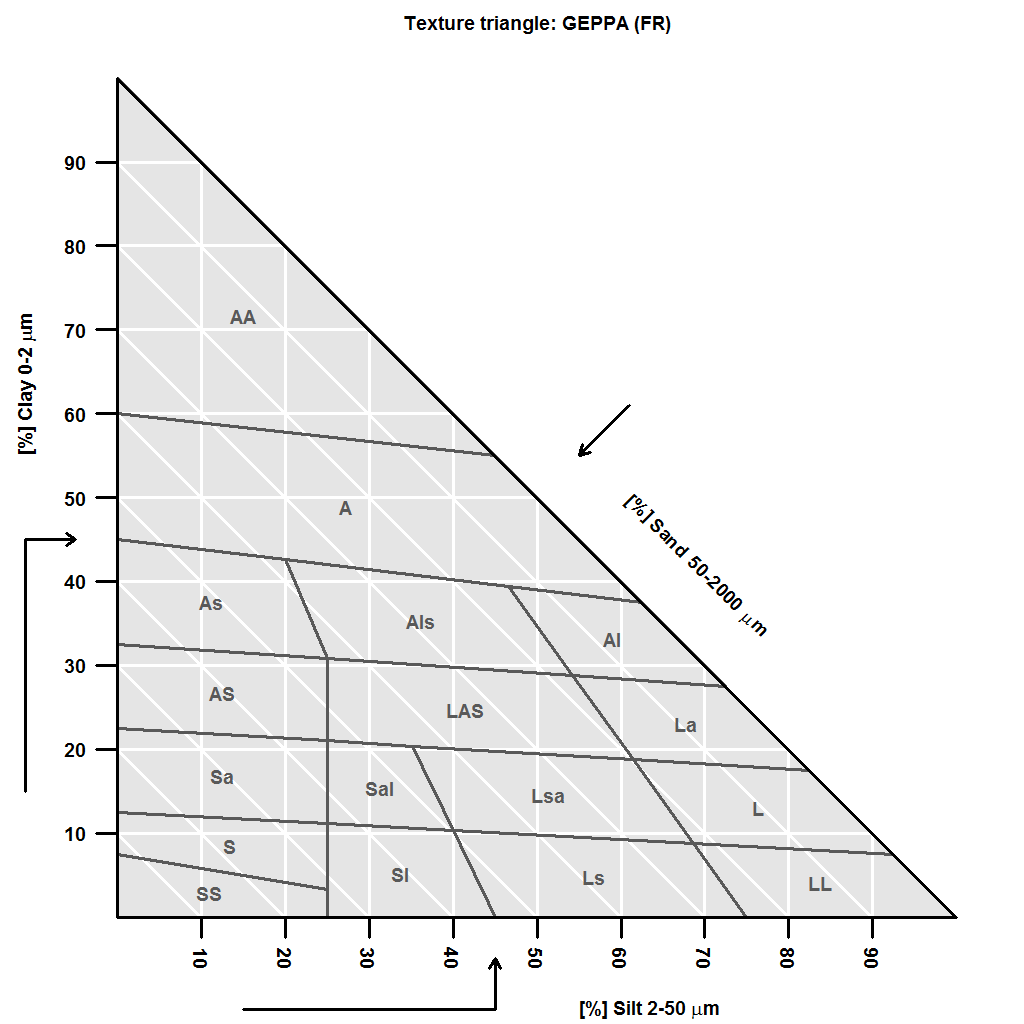 Texture triangle: GEPPA (FR)
90
80
70
60
50
40
30
20
10
[%] Clay 0-2 μm
[%] Sand 50-2000 μm
AA
A
As
Als
Al
AS
LAS
La
Sa
Sal
Lsa
L
S
SS
Sl
Ls
LL
10
20
30
40
50
60
70
80
90
[%] Silt 2-50 μm